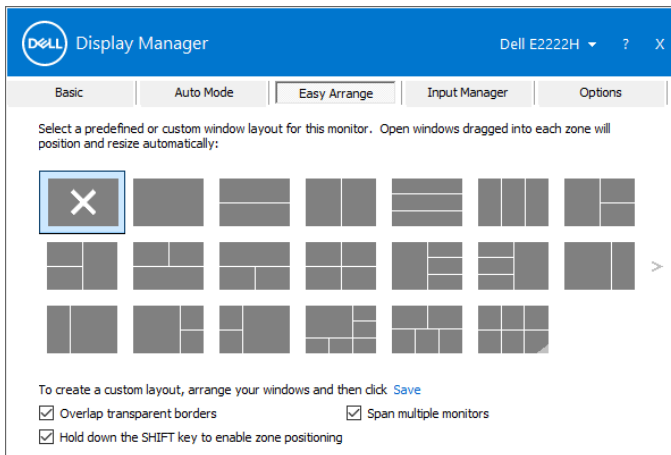 DELL Display Manager Dell E2222H ? X
Basic Auto Mode Easy Arrange Input Manager Options
Select a predefined or custom window layout for this monitor. Open windows dragged into each zone will
position and resize automatically:
>
To create a custom layout, arrange your windows and then click Save
Overlap transparent borders Span multiple monitors
Hold down the SHIFT key to enable zone positioning